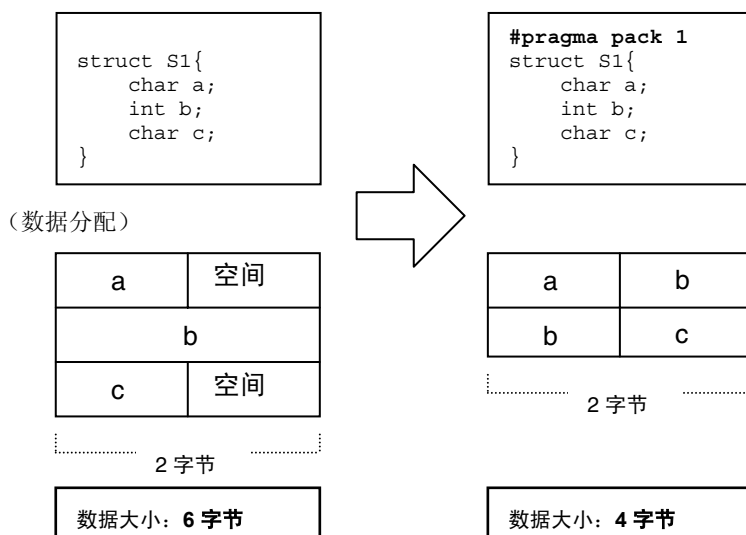 struct S1{
    char a;
    int b;
    char c;
}
#pragma pack 1
struct S1{
    char a;
    int b;
    char c;
}
（数据分配）
a 空间
b
c 空间
2 字节
a b
b c
2 字节
数据大小：6 字节
数据大小：4 字节